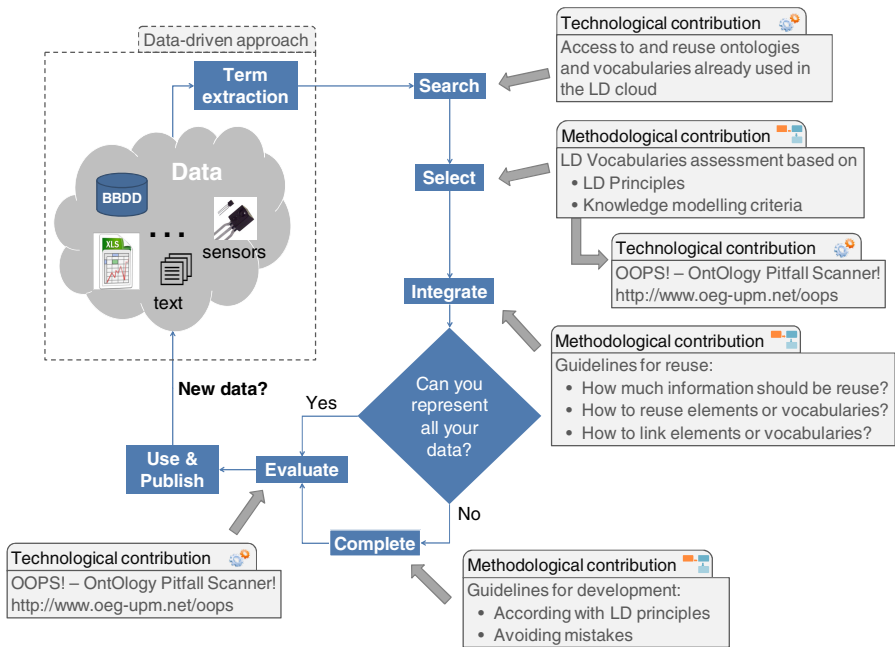 Data-driven approach
Term
extraction
Data
BBDD
...
sensors
XLS
text
New data?
Use &
Publish
Search
Select
Integrate
Can you
represent
all your
data?
Yes
No
Evaluate
Complete
Technological contribution
Access to and reuse ontologies
and vocabularies already used in
the LD cloud
Methodological contribution
LD Vocabularies assessment based on
• LD Principles
• Knowledge modelling criteria
Technological contribution
OOPS! – OntOlogy Pitfall Scanner!
http://www.oeg-upm.net/oops
Methodological contribution
Guidelines for reuse:
• How much information should be reuse?
• How to reuse elements or vocabularies?
• How to link elements or vocabularies?
Technological contribution
OOPS! – OntOlogy Pitfall Scanner!
http://www.oeg-upm.net/oops
Methodological contribution
Guidelines for development:
• According with LD principles
• Avoiding mistakes